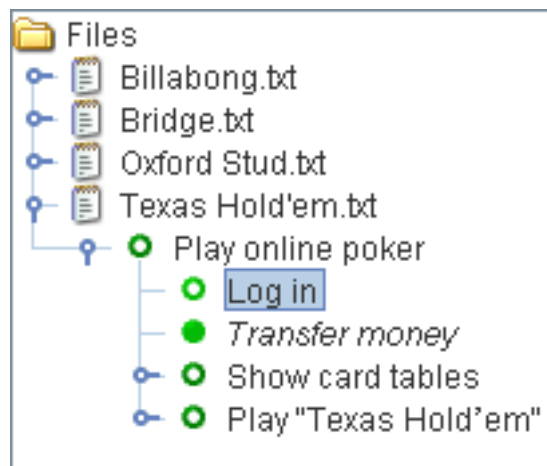 Files
Billabong.txt
Bridge.txt
Oxford Stud.txt
Texas Hold'em.txt
Play online poker
Log in
Transfer money
Show card tables
Play "Texas Hold’em"